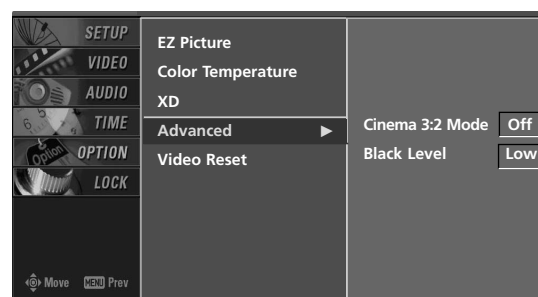 SETUP
VIDEO
AUDIO
TIME
OPTION
LOCK
Move MENU Prev
EZ Picture
Color Temperature
XD
Advanced ▶
Video Reset
Cinema 3:2 Mode Off
Black Level Low